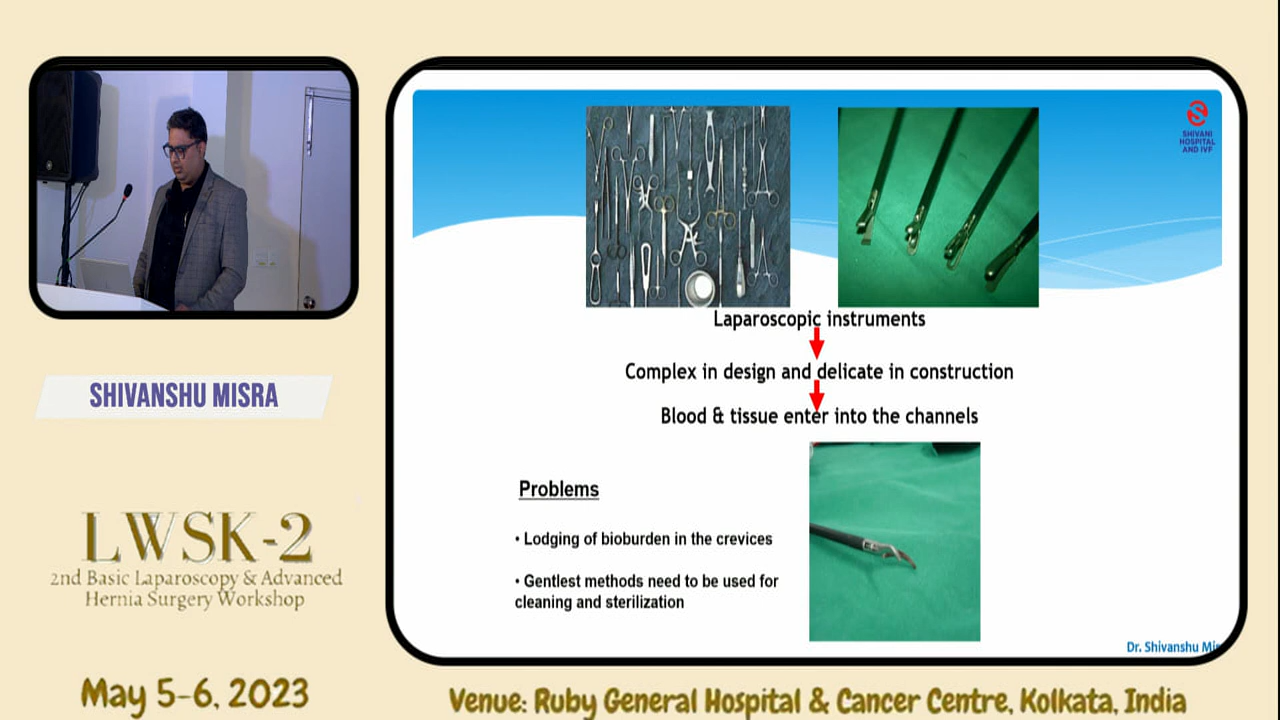 SHIVANI
HOSPITAL
AND IVF
Laparoscopic instruments
Complex in design and delicate in construction
Blood & tissue enter into the channels
Problems
• Lodging of bioburden in the crevices
• Gentlest methods need to be used for
cleaning and sterilization
Dr. Shivanshu
SHIVANSHU MISRA
LWSK-2
2nd Basic Laparoscopy & Advanced
Hernia Surgery Workshop
May 5-6, 2023
Venue: Ruby General Hospital & Cancer Centre, Kolkata, India